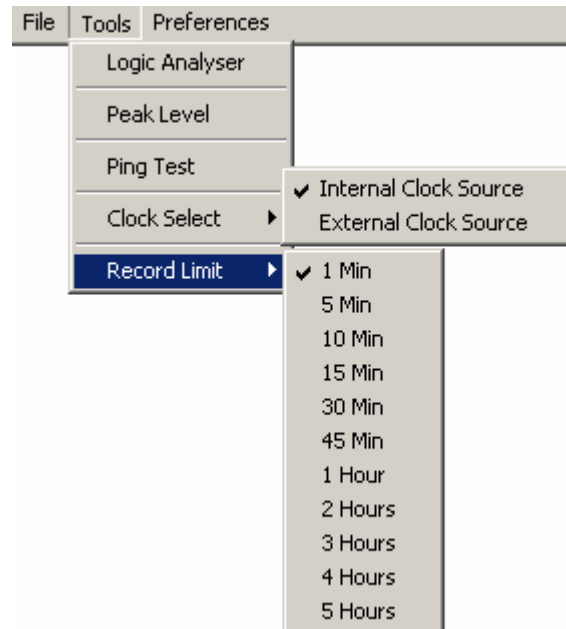 File Tools Preferences
Logic Analyser
Peak Level
Ping Test
Clock Select
Record Limit
Internal Clock Source
External Clock Source
1 Min
5 Min
10 Min
15 Min
30 Min
45 Min
1 Hour
2 Hours
3 Hours
4 Hours
5 Hours